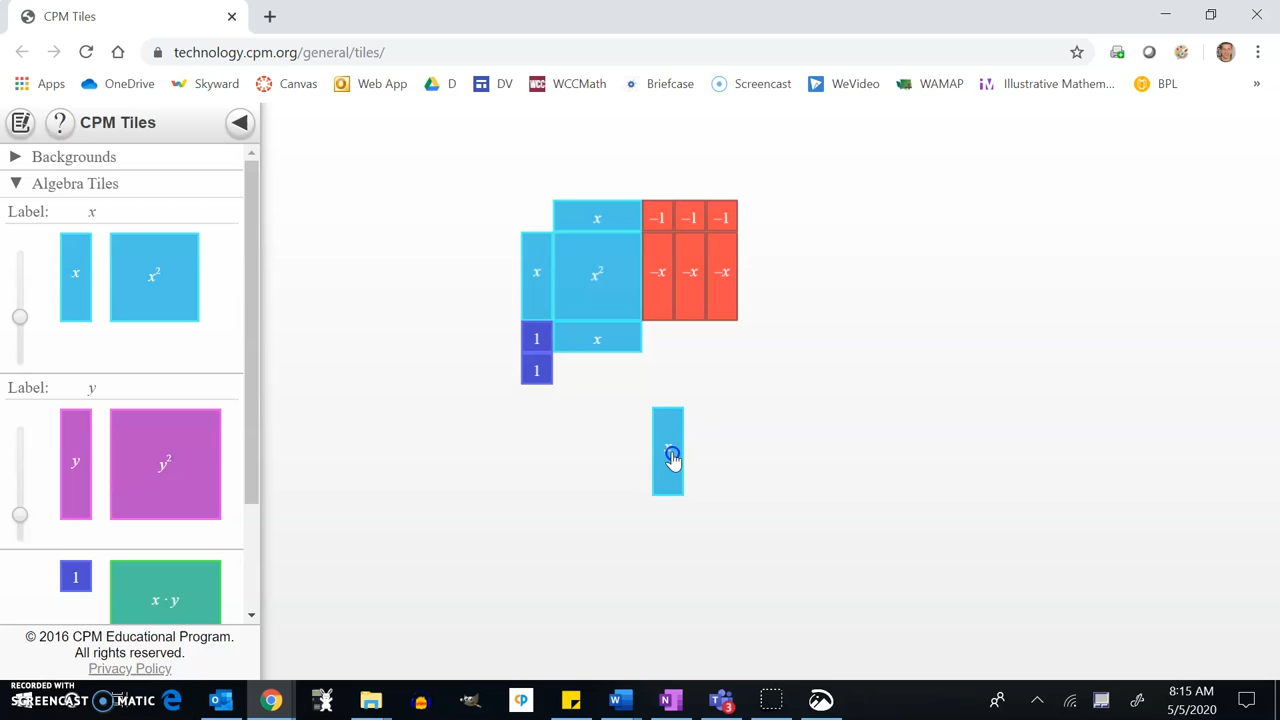 CPM Tiles
technology.cpm.org/general/tiles/
Apps OneDrive Skyward Canvas Web App D DV WCCMath Briefcase Screencast WeVideo WAMAP Illustrative Mathem... BPL »
CPM Tiles
Backgrounds
Algebra Tiles
Label: x
x x²
Label: y
y y²
1 x · y
x −1 −1 −1
x x² −x −x −x
1 x
1
© 2016 CPM Educational Program.
All rights reserved.
Privacy Policy
RECORDED WITH
SCREENCAST MATIC
3
8:15 AM
5/5/2020